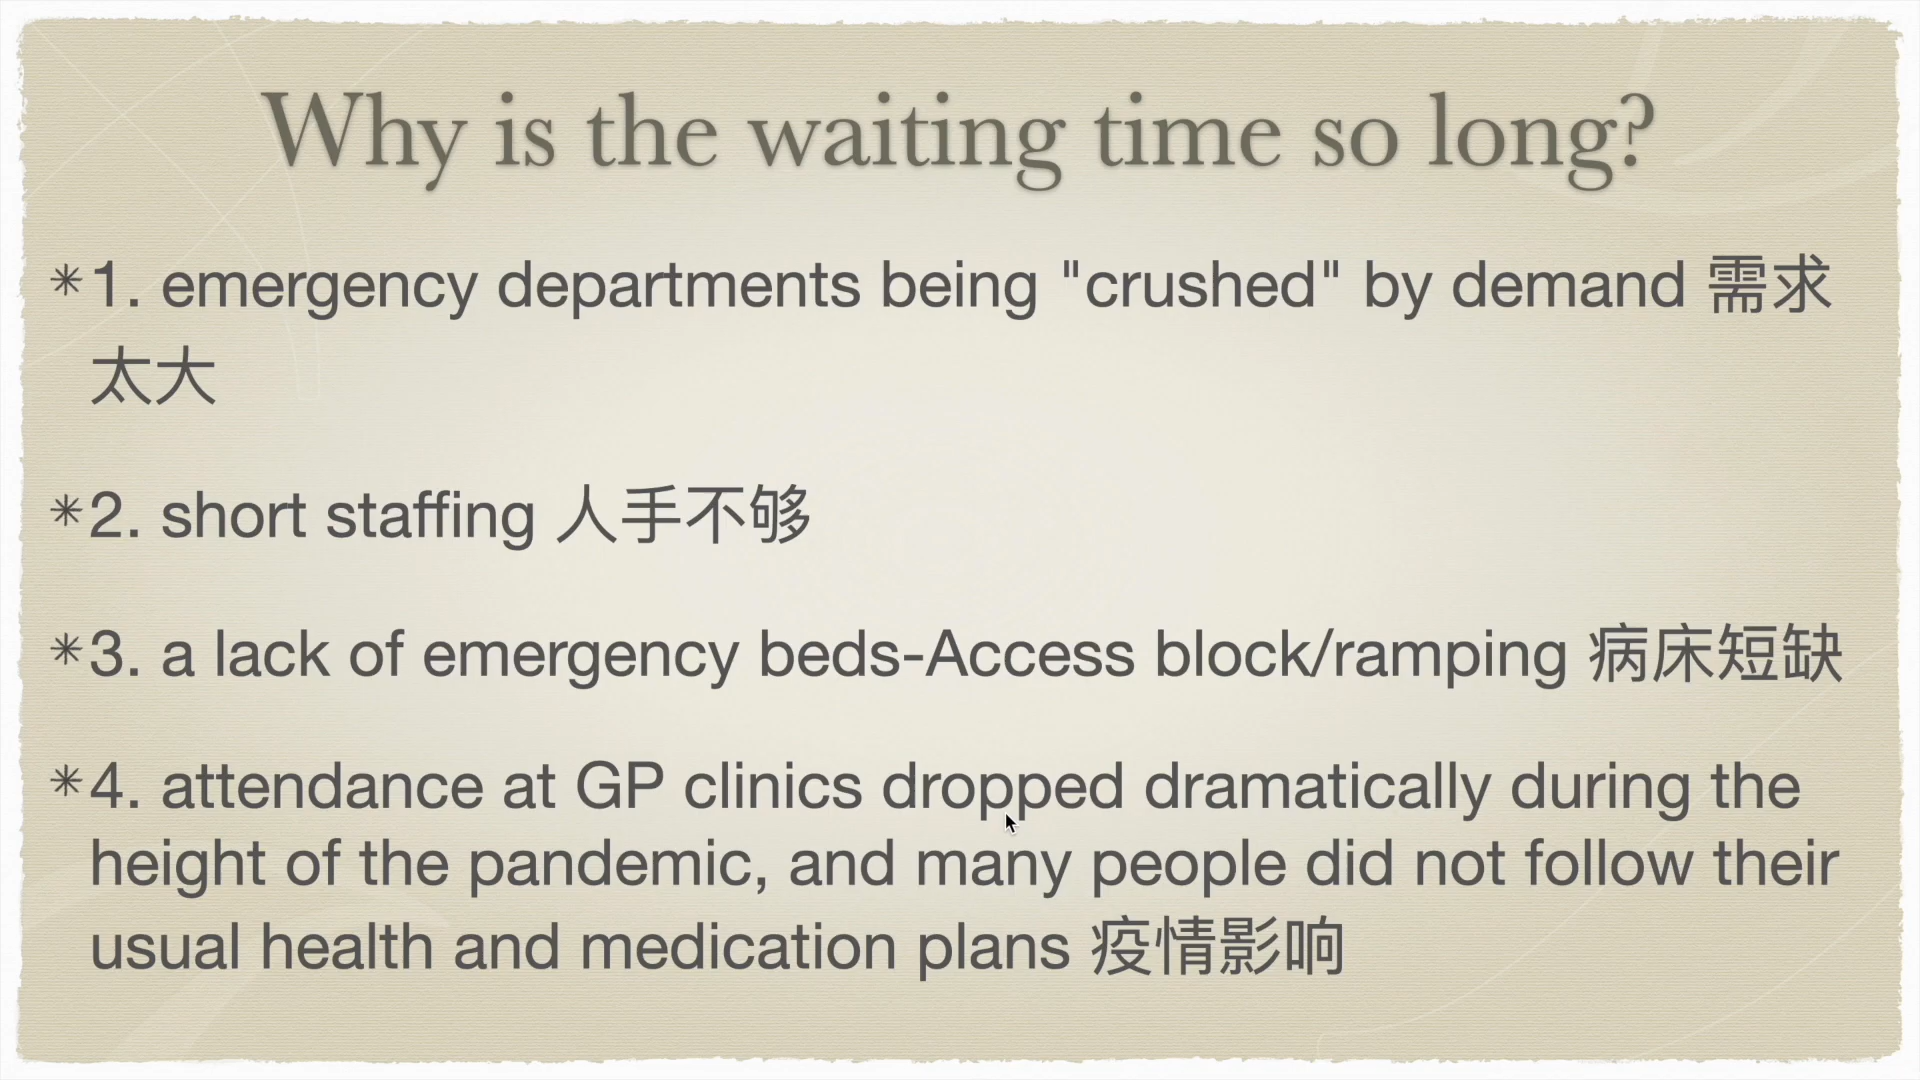 Why is the waiting time so long?
1. emergency departments being "crushed" by demand 需求
太大
2. short staffing 人手不够
3. a lack of emergency beds-Access block/ramping 病床短缺
4. attendance at GP clinics dropped dramatically during the
height of the pandemic, and many people did not follow their
usual health and medication plans 疫情影响